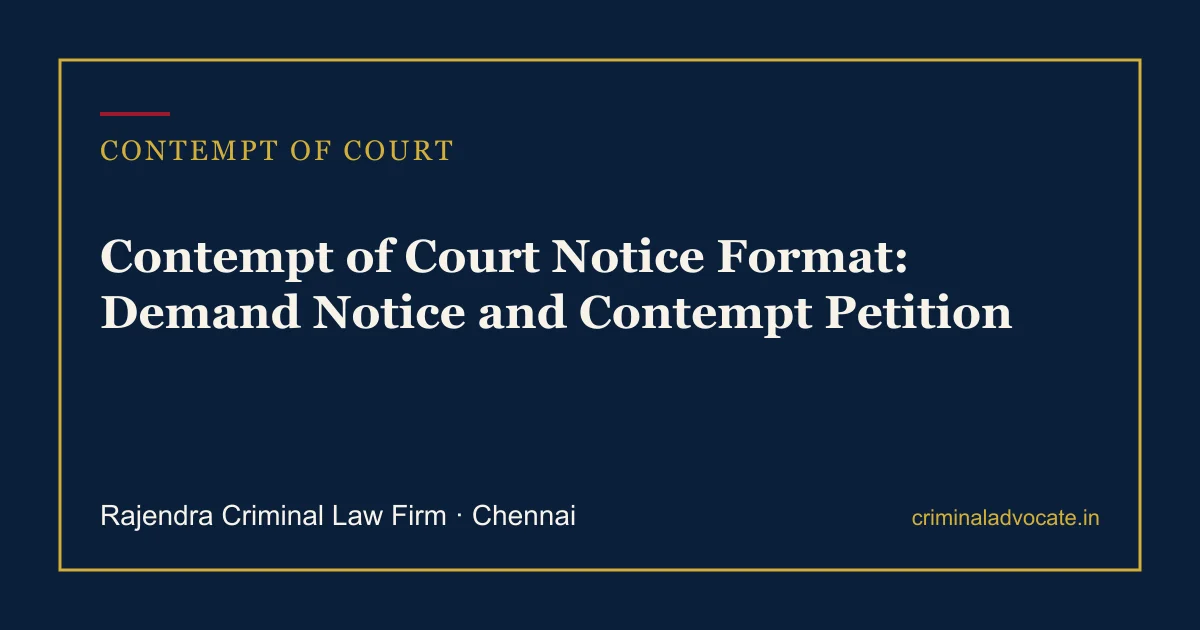 CONTEMPT OF COURT
Contempt of Court Notice Format:
Demand Notice and Contempt Petition
Rajendra Criminal Law Firm · Chennai
criminaladvocate.in